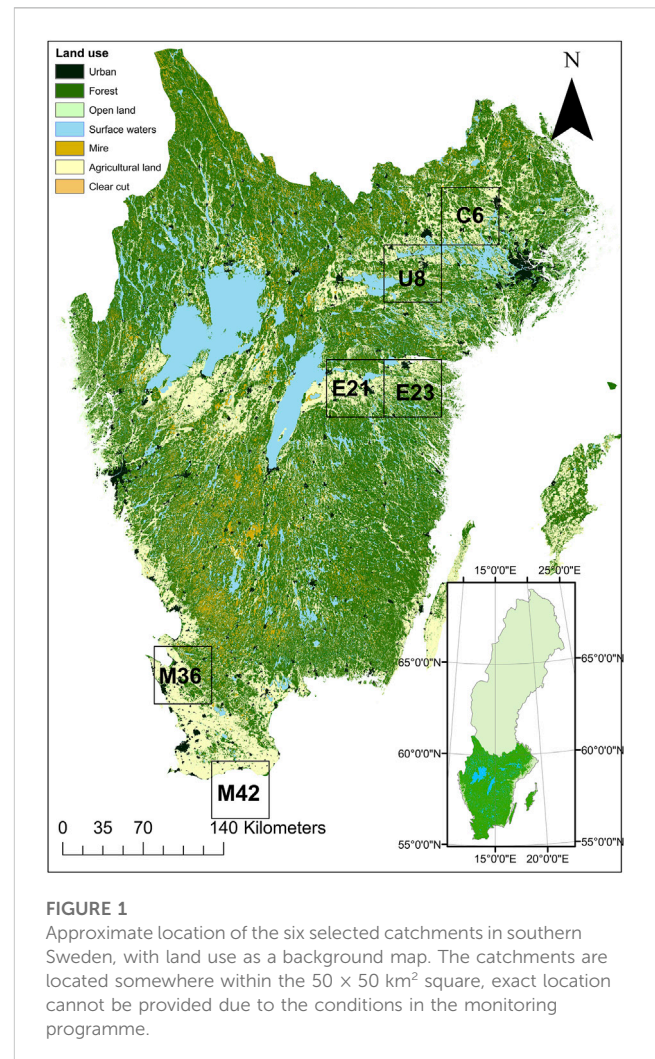 Land use
Urban
Forest
Open land
Surface waters
Mire
Agricultural land
Clear cut
N
C6
U8
E21
E23
M36
M42
0 35 70 140 Kilometers
15°0'0"E 25°0'0"E
65°0'0"N 65°0'0"N
60°0'0"N 60°0'0"N
55°0'0"N 55°0'0"N
15°0'0"E 20°0'0"E
FIGURE 1
Approximate location of the six selected catchments in southern
Sweden, with land use as a background map. The catchments are
located somewhere within the 50 × 50 km² square, exact location
cannot be provided due to the conditions in the monitoring
programme.